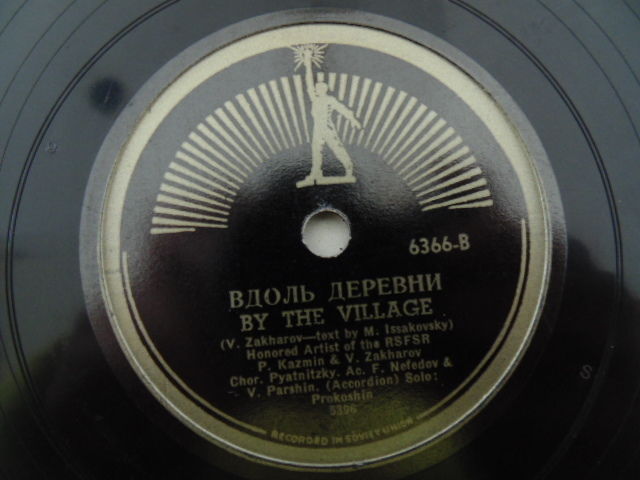 6366-B
ВДОЛЬ ДЕРЕВНИ
BY THE VILLAGE
(V. Zakharov—text by M. Issakovsky)
Honored Artist of the RSFSR
P. Kazmin & V. Zakharov
Chor. Pyatnitzky. Ac. F. Nefedov &
V. Parshin. (Accordion) Solo:
Prokoshin
5396
RECORDED IN SOVIET UNION
S